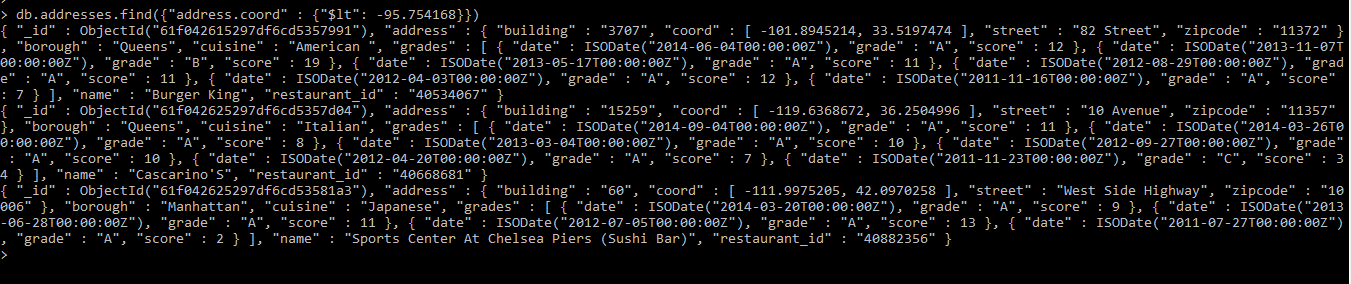 > db.addresses.find({"address.coord" : {"$lt": -95.754168}})
{ "_id" : ObjectId("61f042615297df6cd5357991"), "address" : { "building" : "3707", "coord" : [ -101.8945214, 33.5197474 ], "street" : "82 Street", "zipcode" : "11372" }
, "borough" : "Queens", "cuisine" : "American ", "grades" : [ { "date" : ISODate("2014-06-04T00:00:00Z"), "grade" : "A", "score" : 12 }, { "date" : ISODate("2013-11-07T
00:00:00Z"), "grade" : "B", "score" : 19 }, { "date" : ISODate("2013-05-17T00:00:00Z"), "grade" : "A", "score" : 11 }, { "date" : ISODate("2012-08-29T00:00:00Z"), "grad
e" : "A", "score" : 11 }, { "date" : ISODate("2012-04-03T00:00:00Z"), "grade" : "A", "score" : 12 }, { "date" : ISODate("2011-11-16T00:00:00Z"), "grade" : "A", "score"
: 7 } ], "name" : "Burger King", "restaurant_id" : "40534067" }
{ "_id" : ObjectId("61f042625297df6cd5357d04"), "address" : { "building" : "15259", "coord" : [ -119.6368672, 36.2504996 ], "street" : "10 Avenue", "zipcode" : "11357"
}, "borough" : "Queens", "cuisine" : "Italian", "grades" : [ { "date" : ISODate("2014-09-04T00:00:00Z"), "grade" : "A", "score" : 11 }, { "date" : ISODate("2014-03-26T0
0:00:00Z"), "grade" : "A", "score" : 8 }, { "date" : ISODate("2013-03-04T00:00:00Z"), "grade" : "A", "score" : 10 }, { "date" : ISODate("2012-09-27T00:00:00Z"), "grade"
: "A", "score" : 10 }, { "date" : ISODate("2012-04-20T00:00:00Z"), "grade" : "A", "score" : 7 }, { "date" : ISODate("2011-11-23T00:00:00Z"), "grade" : "C", "score" : 3
4 } ], "name" : "Cascarino'S", "restaurant_id" : "40668681" }
{ "_id" : ObjectId("61f042625297df6cd53581a3"), "address" : { "building" : "60", "coord" : [ -111.9975205, 42.0970258 ], "street" : "West Side Highway", "zipcode" : "10
006" }, "borough" : "Manhattan", "cuisine" : "Japanese", "grades" : [ { "date" : ISODate("2014-03-20T00:00:00Z"), "grade" : "A", "score" : 9 }, { "date" : ISODate("2013
-06-28T00:00:00Z"), "grade" : "A", "score" : 11 }, { "date" : ISODate("2012-07-05T00:00:00Z"), "grade" : "A", "score" : 13 }, { "date" : ISODate("2011-07-27T00:00:00Z")
, "grade" : "A", "score" : 2 } ], "name" : "Sports Center At Chelsea Piers (Sushi Bar)", "restaurant_id" : "40882356" }
>